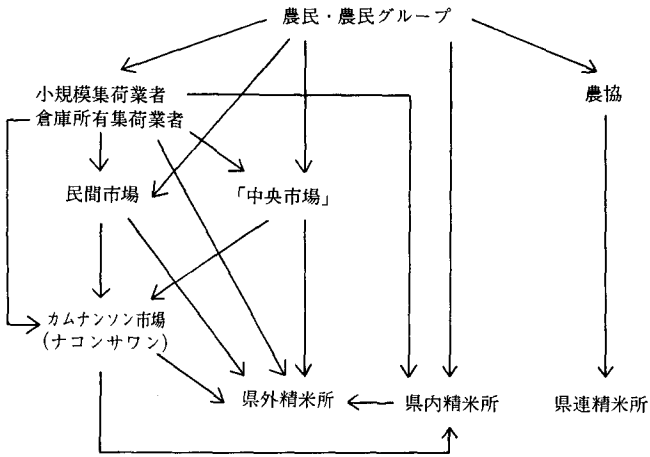 農民・農民グループ
小規模集荷業者
倉庫所有集荷業者
農協
民間市場
「中央市場」
カムナンソン市場
(ナコンサワン)
県外精米所
県内精米所
県連精米所